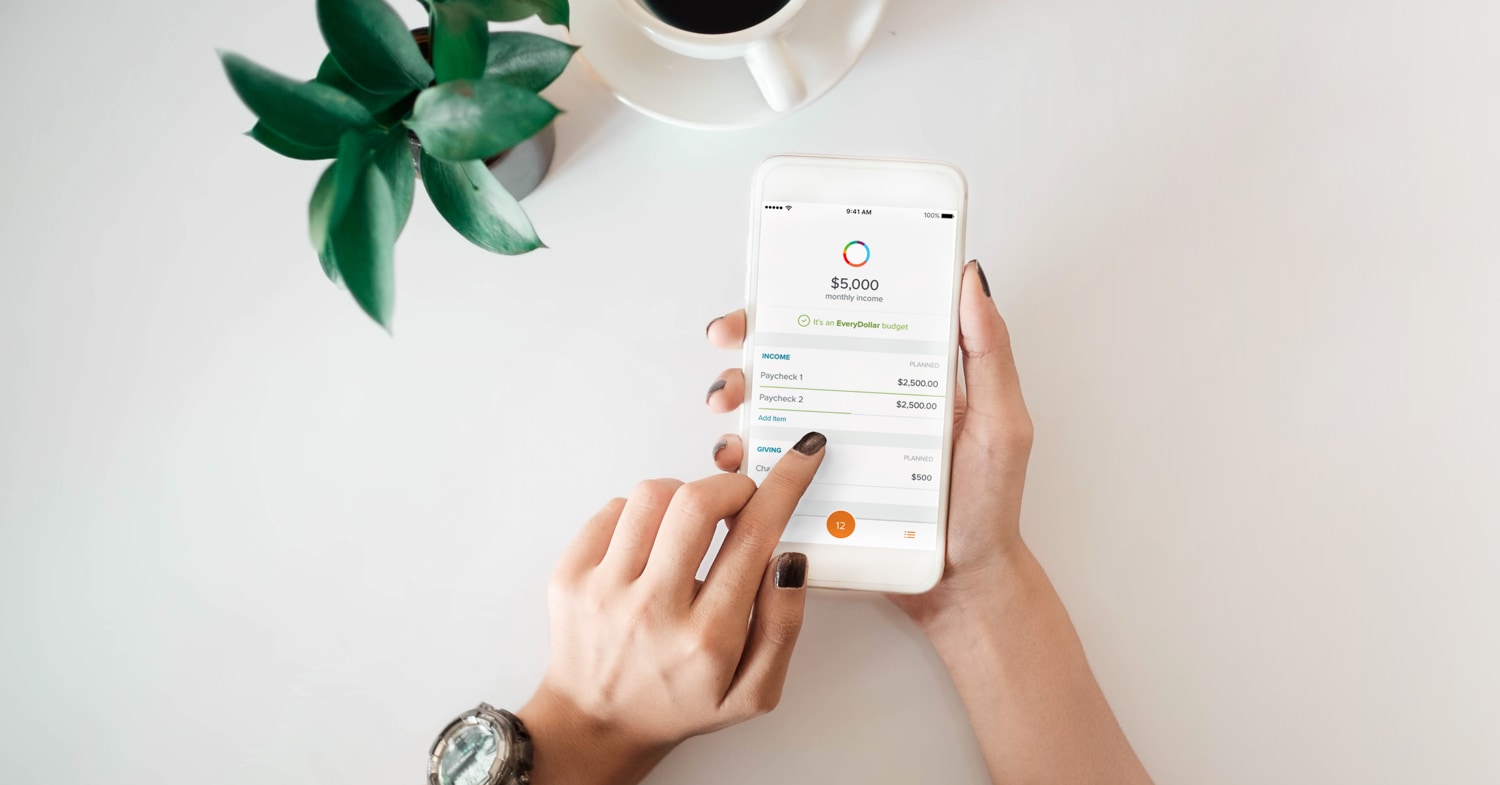 9:41 AM 100%
$5,000
monthly income
It's an EveryDollar budget
INCOME PLANNED
Paycheck 1 $2,500.00
Paycheck 2 $2,500.00
Add Item
GIVING PLANNED
$500
12